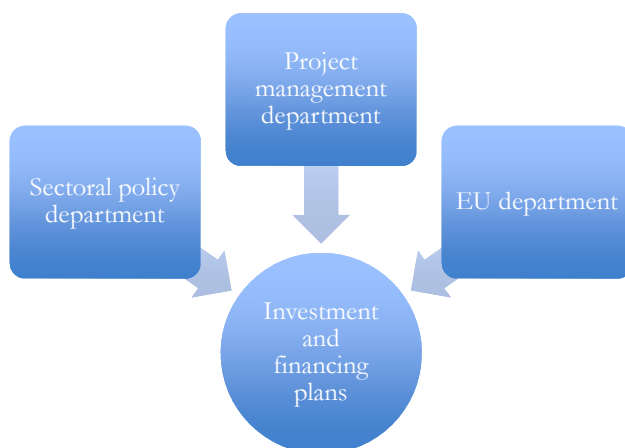 Project
management
department
Sectoral policy
department
EU department
Investment
and
financing
plans